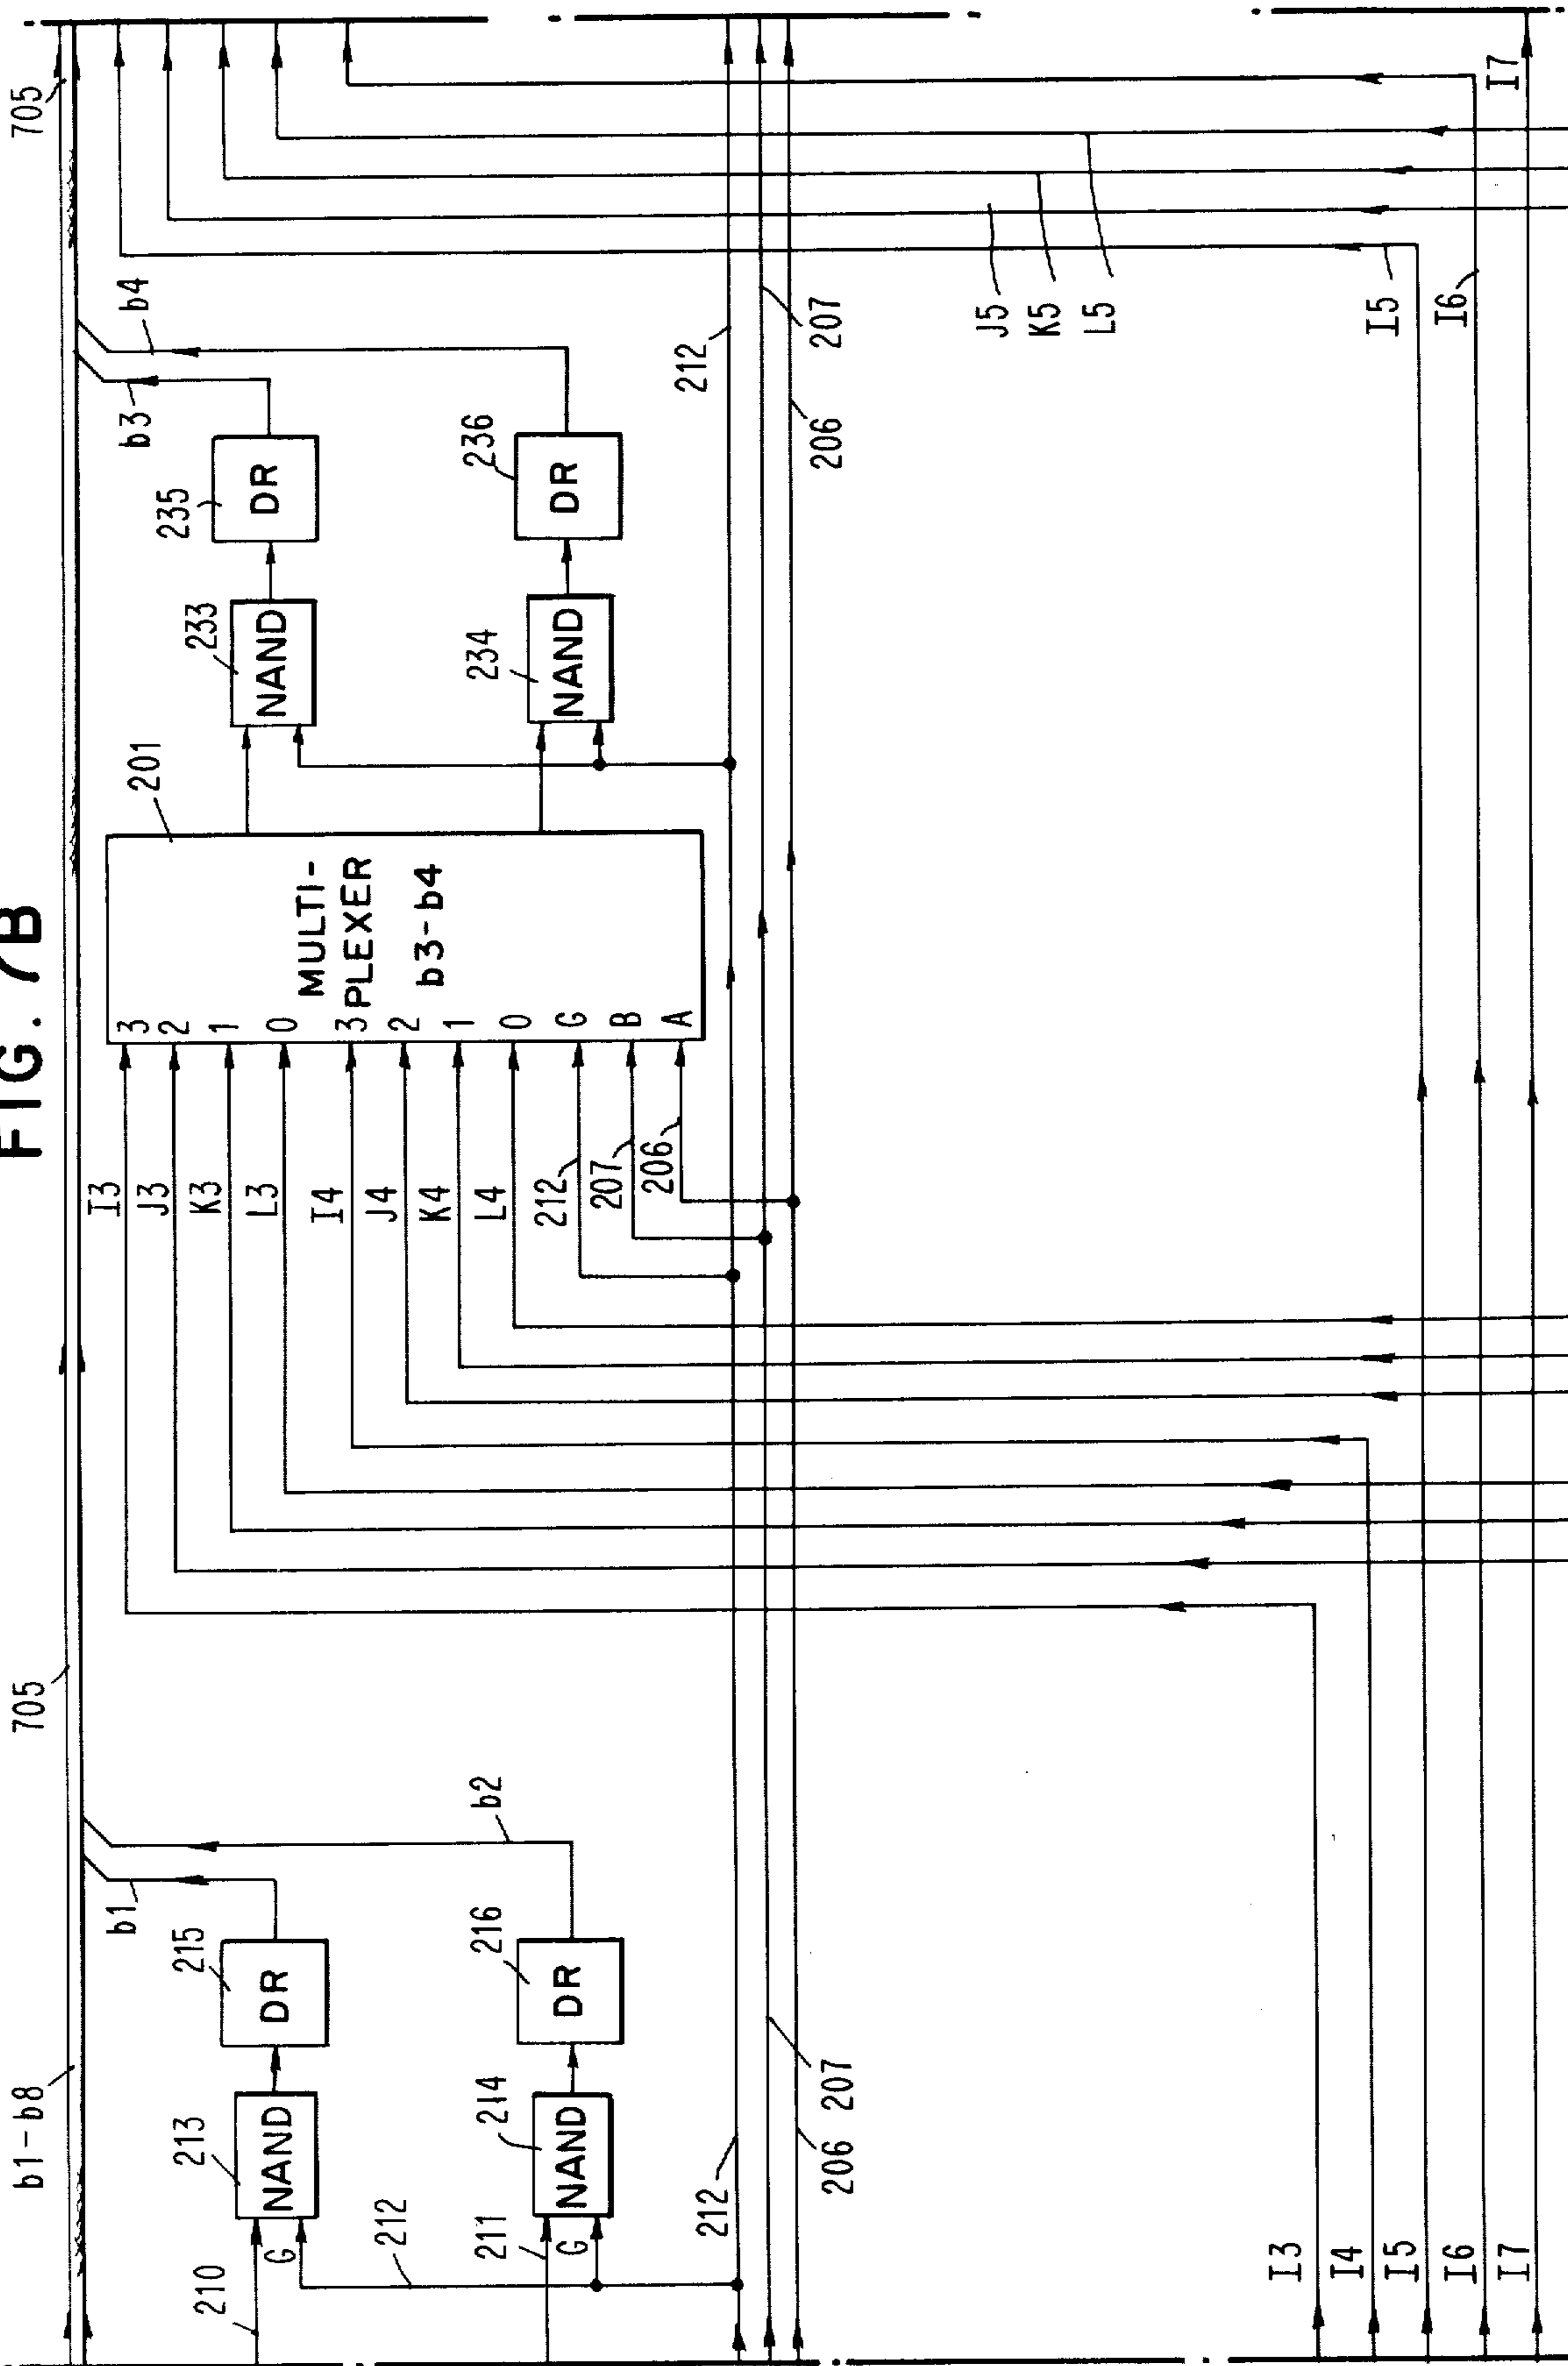 FIG. 7B
b1-b8
705
705
b1
b2
b3
b4
210
213
NAND
215
DR
G
212
211
214
NAND
216
DR
G
I3
J3
K3
L3
I4
J4
K4
L4
212
207
206
3
2
1
0
3
2
1
0
G
B
A
MULTI-
PLEXER
b3-b4
201
233
NAND
235
DR
234
NAND
236
DR
212
207
206
212
207
206
J5
K5
L5
I5
I6
I7
I3
I4
I5
I6
I7